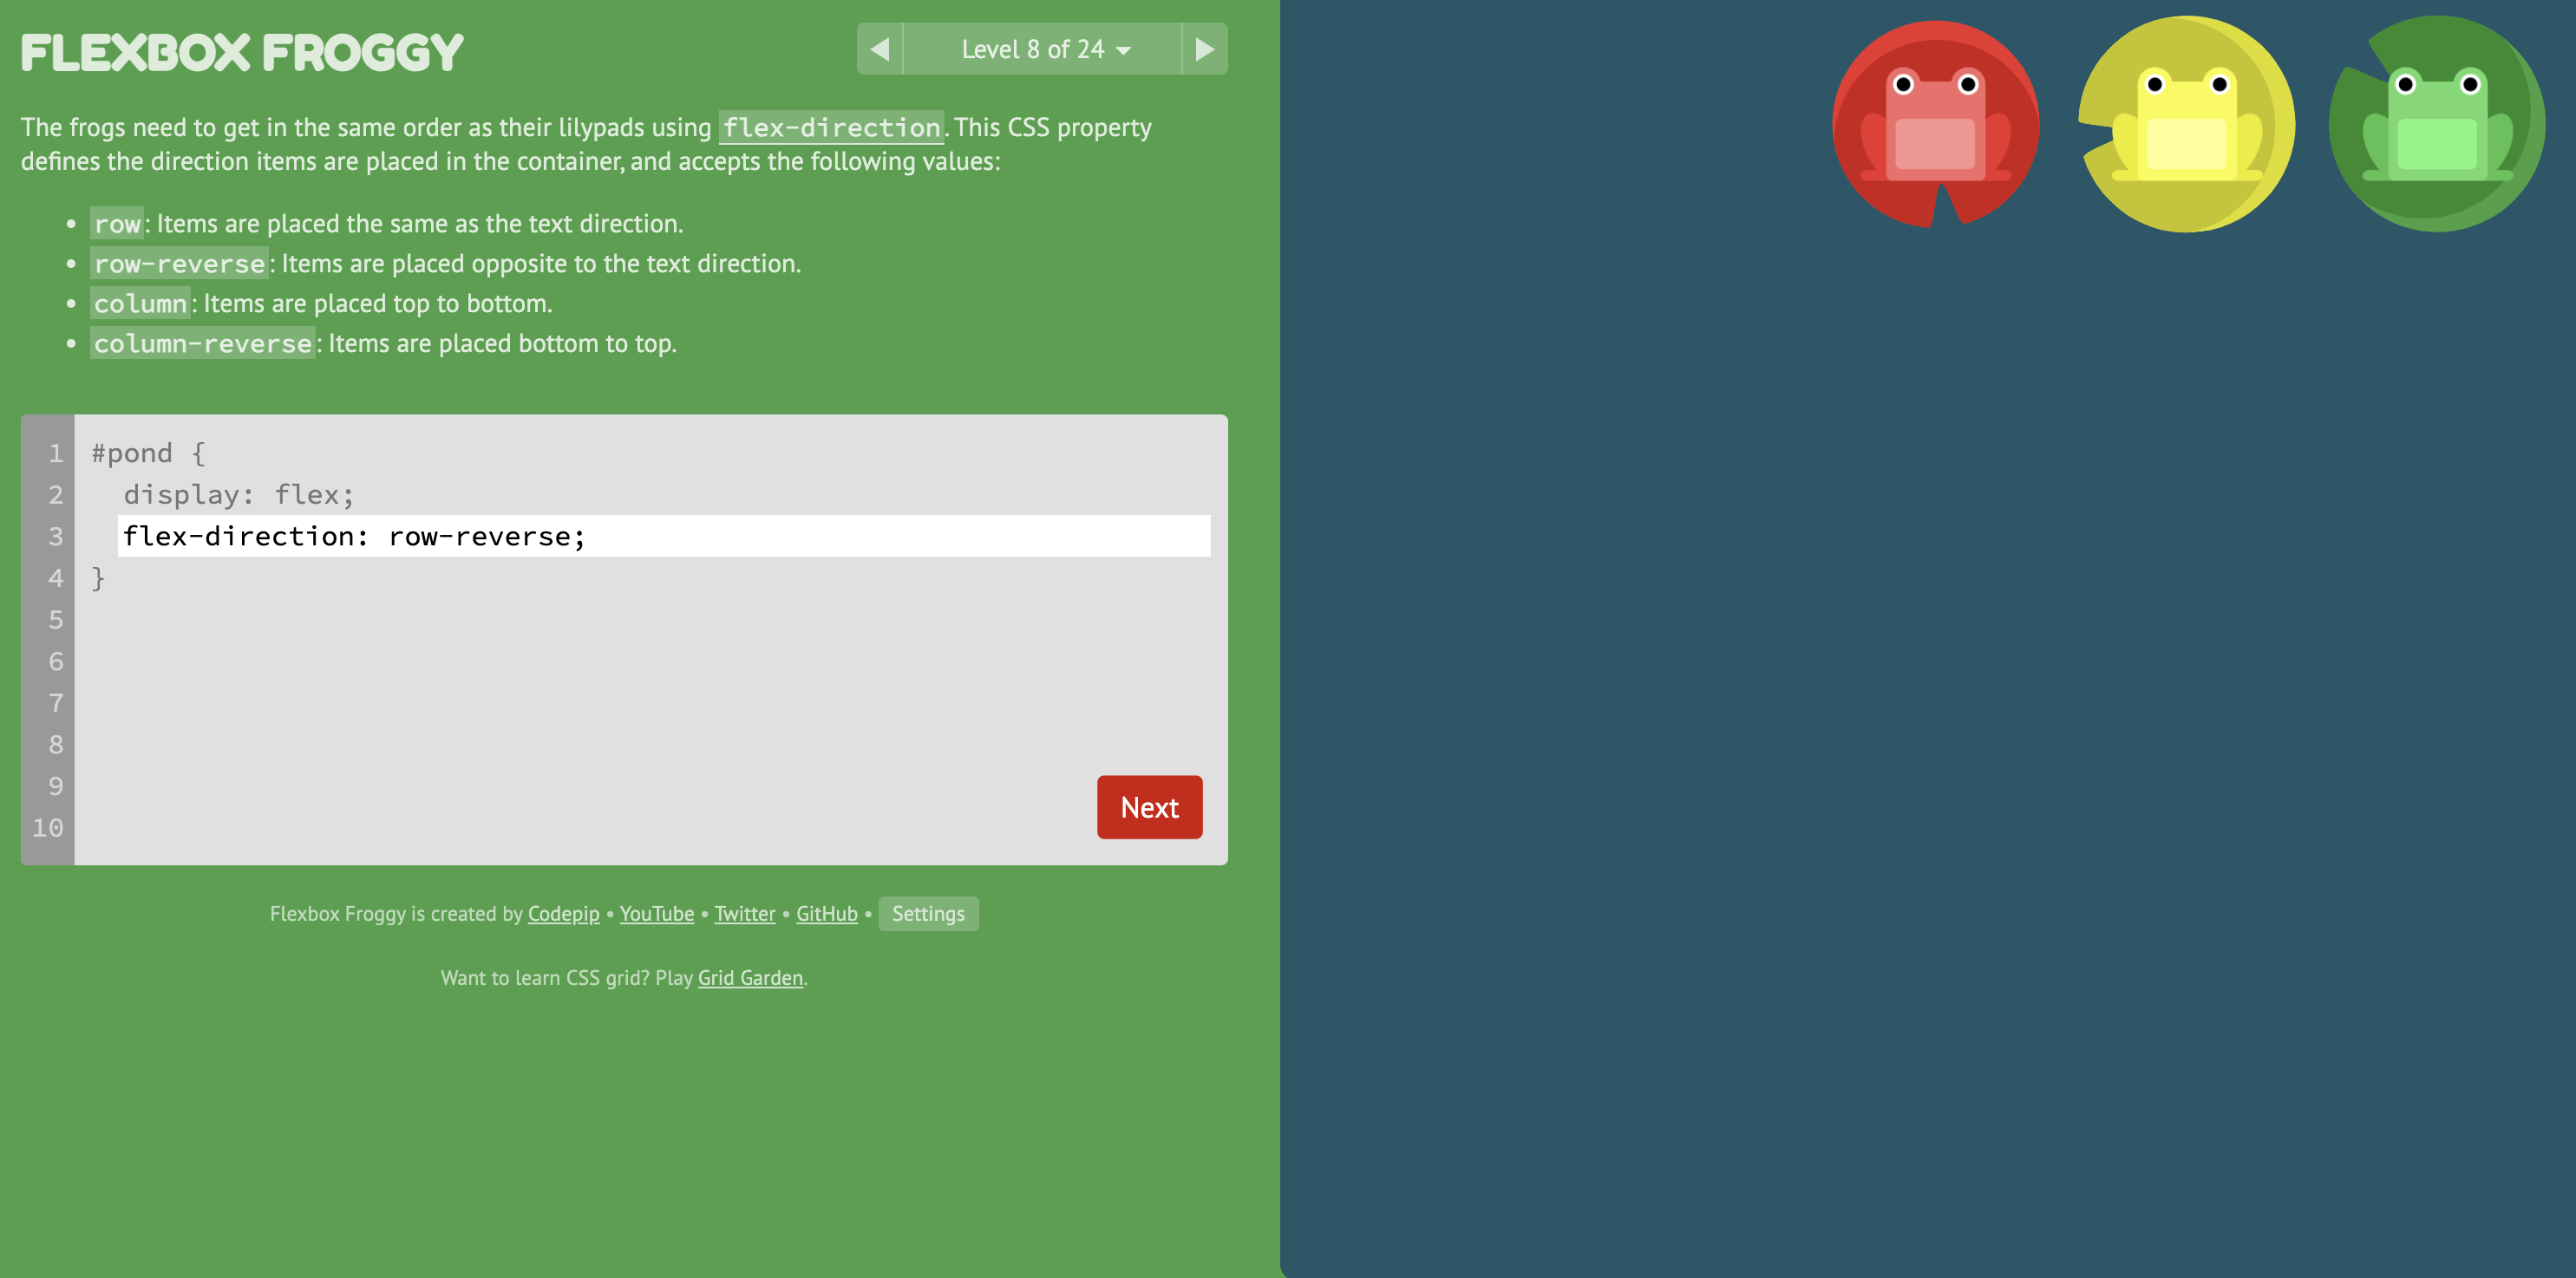 FLEXBOX FROGGY
Level 8 of 24
The frogs need to get in the same order as their lilypads using flex-direction. This CSS property
defines the direction items are placed in the container, and accepts the following values:
• row: Items are placed the same as the text direction.
• row-reverse: Items are placed opposite to the text direction.
• column: Items are placed top to bottom.
• column-reverse: Items are placed bottom to top.
1 #pond {
2 display: flex;
3 flex-direction: row-reverse;
4 }
5
6
7
8
9
10
Next
Flexbox Froggy is created by Codepip • YouTube • Twitter • GitHub • Settings
Want to learn CSS grid? Play Grid Garden.